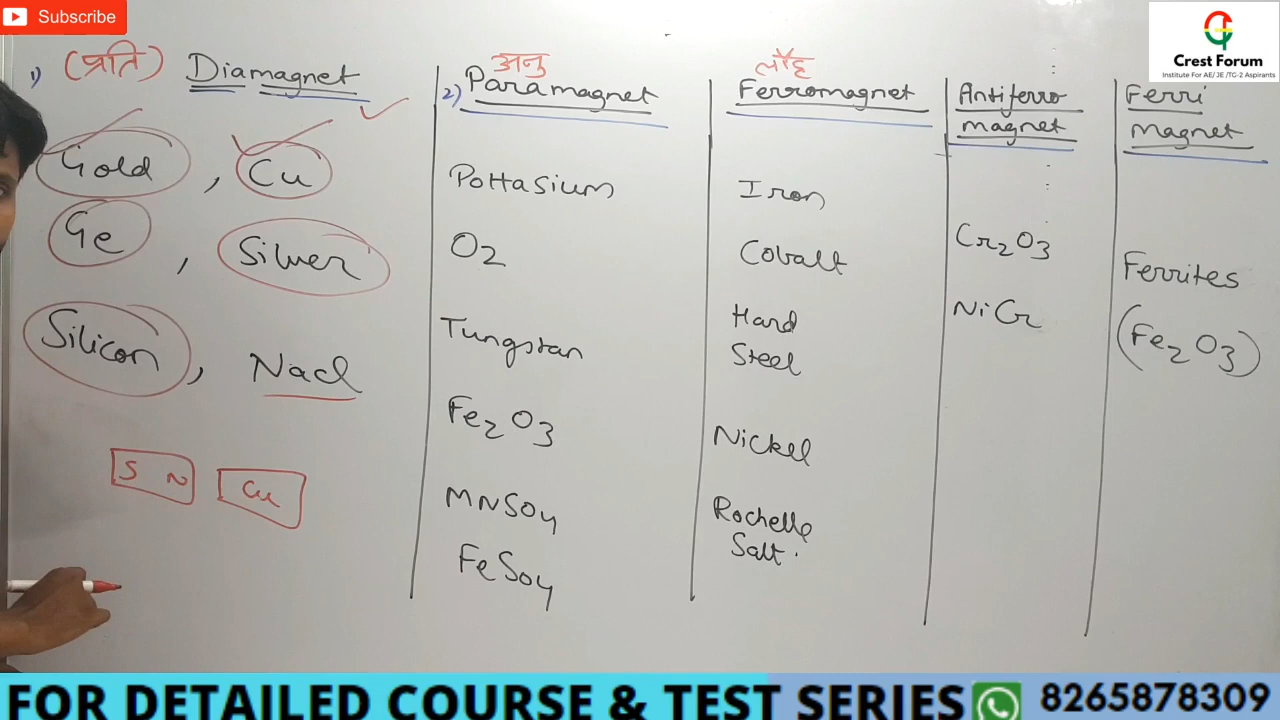 Subscribe
Crest Forum
Institute For AE/ JE /TG-2 Aspirants
1) (प्रति) Diamagnet
Gold , Cu
Ge , Silver
Silicon , Nacl
S N Cu
अनु
2) Paramagnet
Pottasium
O2
Tungstan
Fe2O3
MNSO4
FeSO4
लौह
Ferromagnet
Iron
Cobalt
Hard
Steel
Nickel
Rochelle
Salt.
Antiferro
magnet
Cr2O3
NiCr
Ferri
Magnet
Ferrites
(Fe2O3)
FOR DETAILED COURSE & TEST SERIES 8265878309